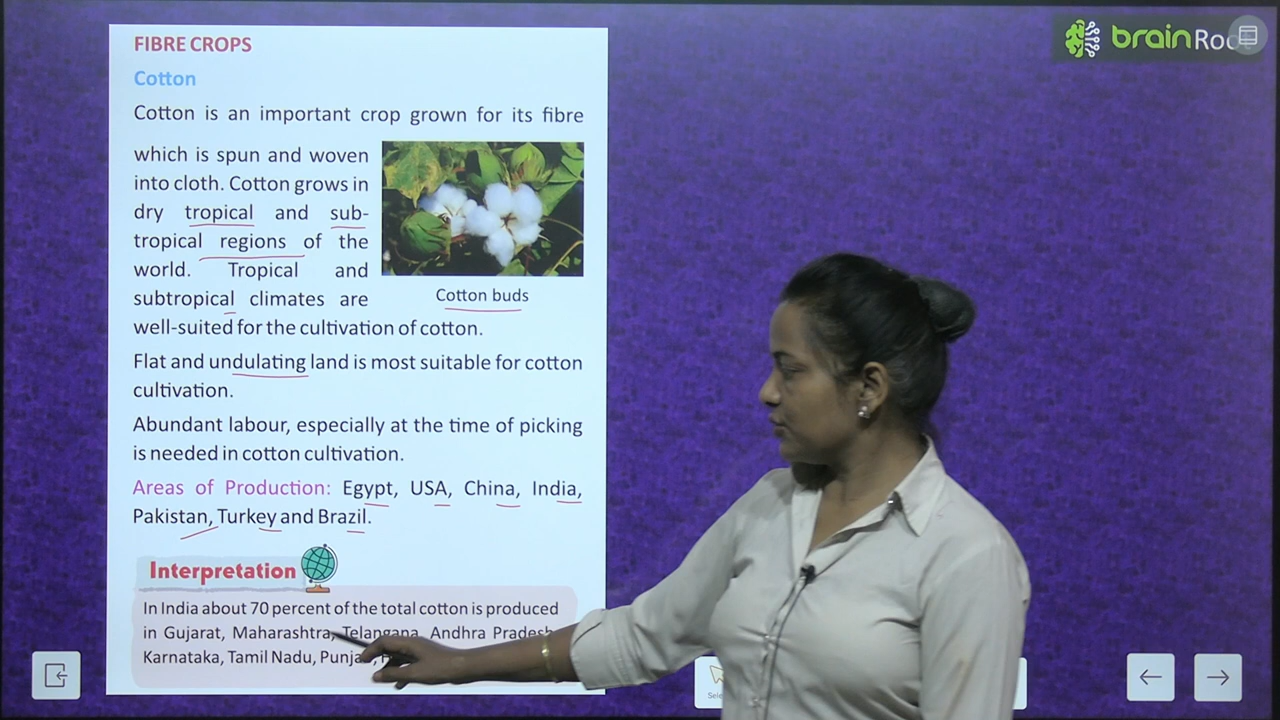 brainRoo
FIBRE CROPS
Cotton
Cotton is an important crop grown for its fibre
which is spun and woven
into cloth. Cotton grows in
dry tropical and sub-
tropical regions of the
world. Tropical and
subtropical climates are
well-suited for the cultivation of cotton.
Cotton buds
Flat and undulating land is most suitable for cotton
cultivation.
Abundant labour, especially at the time of picking
is needed in cotton cultivation.
Areas of Production: Egypt, USA, China, India,
Pakistan, Turkey and Brazil.
Interpretation
In India about 70 percent of the total cotton is produced
in Gujarat, Maharashtra, Telangana, Andhra Pradesh
Karnataka, Tamil Nadu,